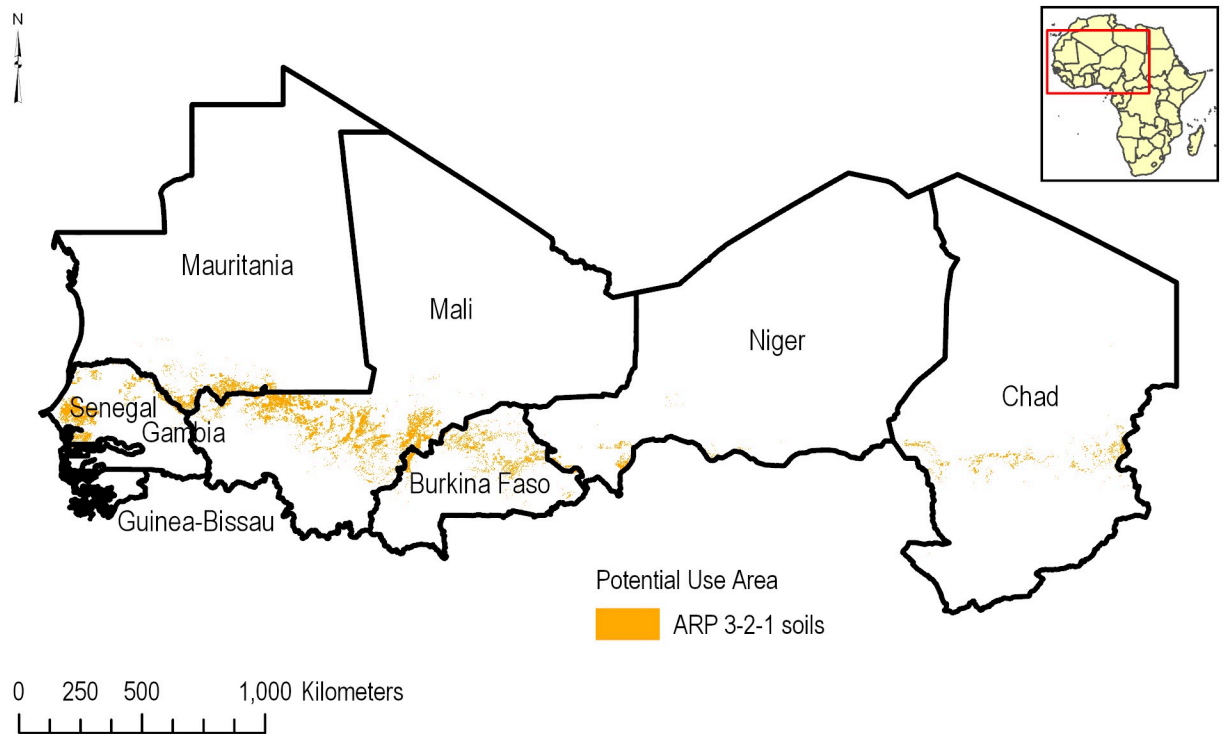 N
Mauritania
Mali
Niger
Chad
Senegal
Gambia
Burkina Faso
Guinea-Bissau
Potential Use Area
ARP 3-2-1 soils
0 250 500 1,000 Kilometers